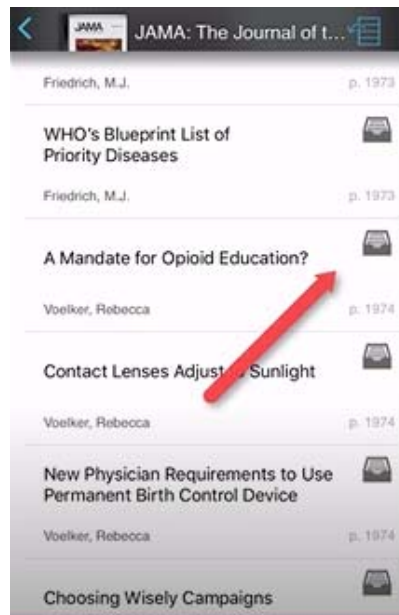 JAMA
JAMA: The Journal of t...
Friedrich, M.J.
p. 1973
WHO's Blueprint List of
Priority Diseases
Friedrich, M.J.
p. 1973
A Mandate for Opioid Education?
Voelker, Rebecca
p. 1974
Contact Lenses Adjust Sunlight
Voelker, Rebecca
p. 1974
New Physician Requirements to Use
Permanent Birth Control Device
Voelker, Rebecca
p. 1974
Choosing Wisely Campaigns